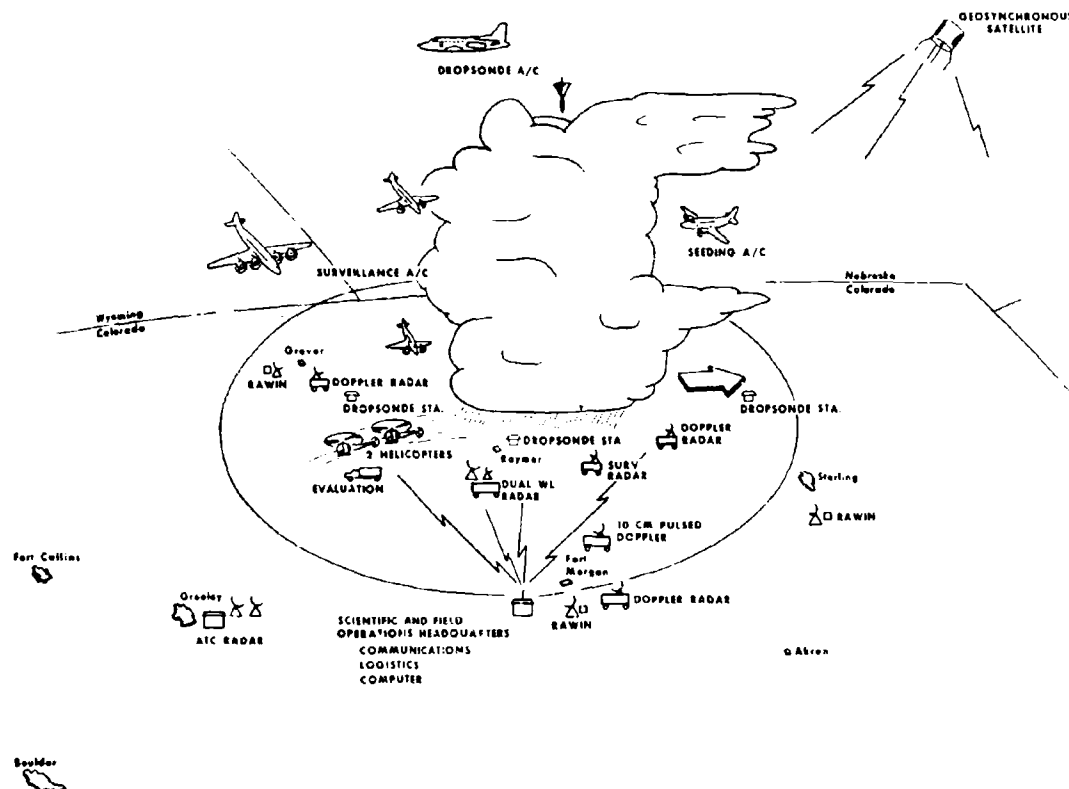 GEOSYNCHRONOUS
SATELLITE
DROPSONDE A/C
SEEDING A/C
SURVEILLANCE A/C
Nebraska
Colorado
Wyoming
Colorado
Grover
RAWIN
DOPPLER RADAR
DROPSONDE STA.
DROPSONDE STA.
DOPPLER
RADAR
DROPSONDE STA
Raymer
2 HELICOPTERS
EVALUATION
DUAL WL
RADAR
SURV
RADAR
Sterling
RAWIN
10 CM PULSED
DOPPLER
Fort Collins
Fort
Morgan
Greeley
ATC RADAR
DOPPLER RADAR
RAWIN
SCIENTIFIC AND FIELD
OPERATIONS HEADQUARTERS
COMMUNICATIONS
LOGISTICS
COMPUTER
Akron
Boulder